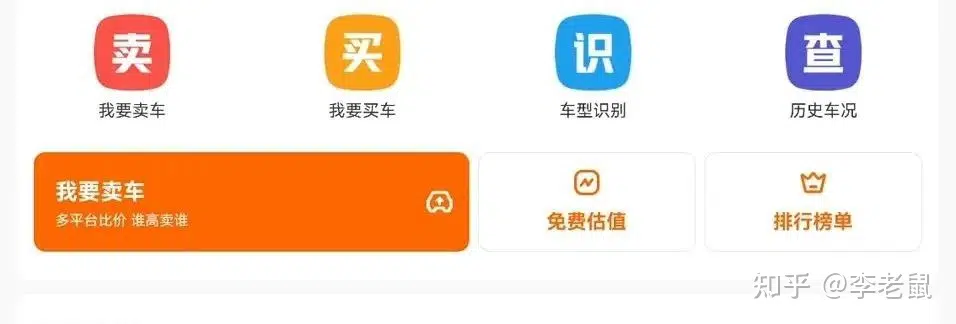 卖 买 识 查
我要卖车 我要买车 车型识别 历史车况
我要卖车
多平台比价 谁高卖谁
免费估值
排行榜单
知乎 @李老鼠